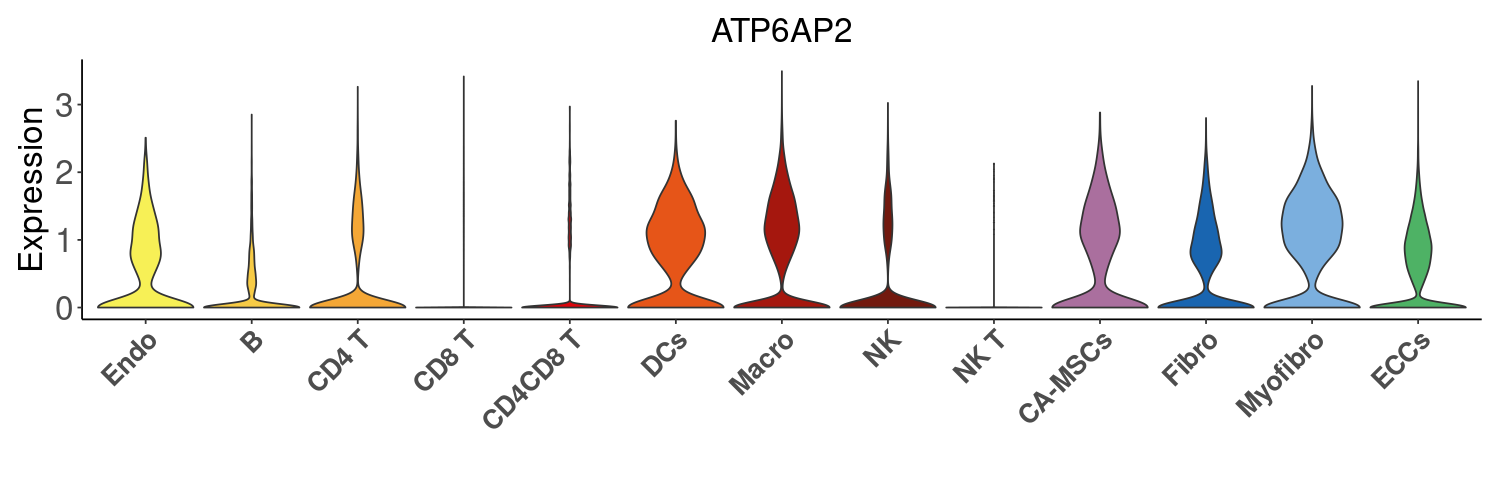 ATP6AP2
Expression
3
2
1
0
Endo
B
CD4 T
CD8 T
CD4CD8 T
DCs
Macro
NK
NK T
CA-MSCs
Fibro
Myofibro
ECCs